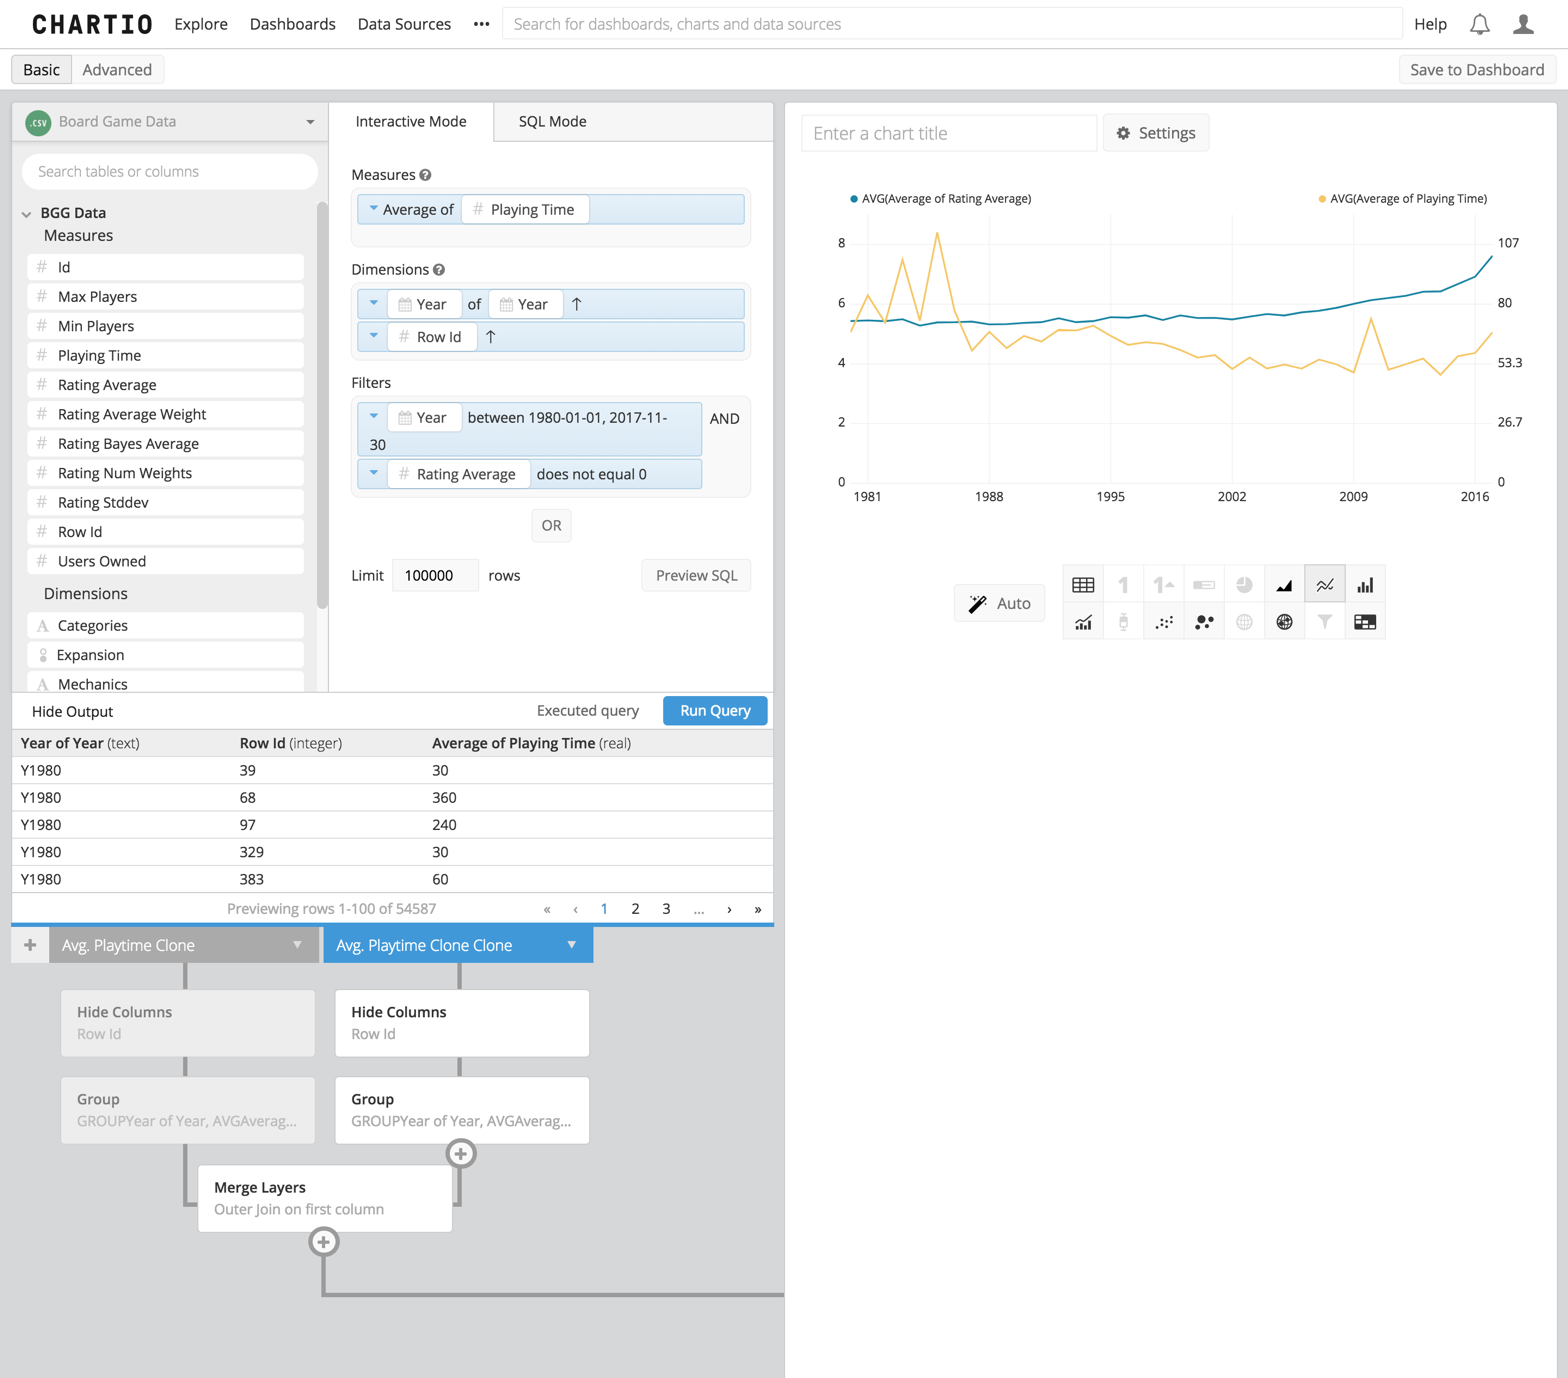 CHARTIO Explore Dashboards Data Sources ••• Search for dashboards, charts and data sources Help
Basic Advanced Save to Dashboard
.CSV Board Game Data
Search tables or columns
BGG Data
Measures
# Id
# Max Players
# Min Players
# Playing Time
# Rating Average
# Rating Average Weight
# Rating Bayes Average
# Rating Num Weights
# Rating Stddev
# Row Id
# Users Owned
Dimensions
A Categories
Expansion
A Mechanics
Interactive Mode SQL Mode
Measures ?
Average of # Playing Time
Dimensions ?
Year of Year ↑
# Row Id ↑
Filters
Year between 1980-01-01, 2017-11-
30
AND
# Rating Average does not equal 0
OR
Limit 100000 rows Preview SQL
Hide Output Executed query Run Query
Year of Year (text) Row Id (integer) Average of Playing Time (real)
Y1980 39 30
Y1980 68 360
Y1980 97 240
Y1980 329 30
Y1980 383 60
Previewing rows 1-100 of 54587 « ‹ 1 2 3 ... › »
+ Avg. Playtime Clone ▼ Avg. Playtime Clone Clone ▼
Hide Columns
Row Id
Hide Columns
Row Id
Group
GROUPYear of Year, AVGAverag...
Group
GROUPYear of Year, AVGAverag...
Merge Layers
Outer Join on first column
Enter a chart title Settings
AVG(Average of Rating Average) AVG(Average of Playing Time)
8 107
6 80
4 53.3
2 26.7
0 0
1981 1988 1995 2002 2009 2016
Auto
1 1